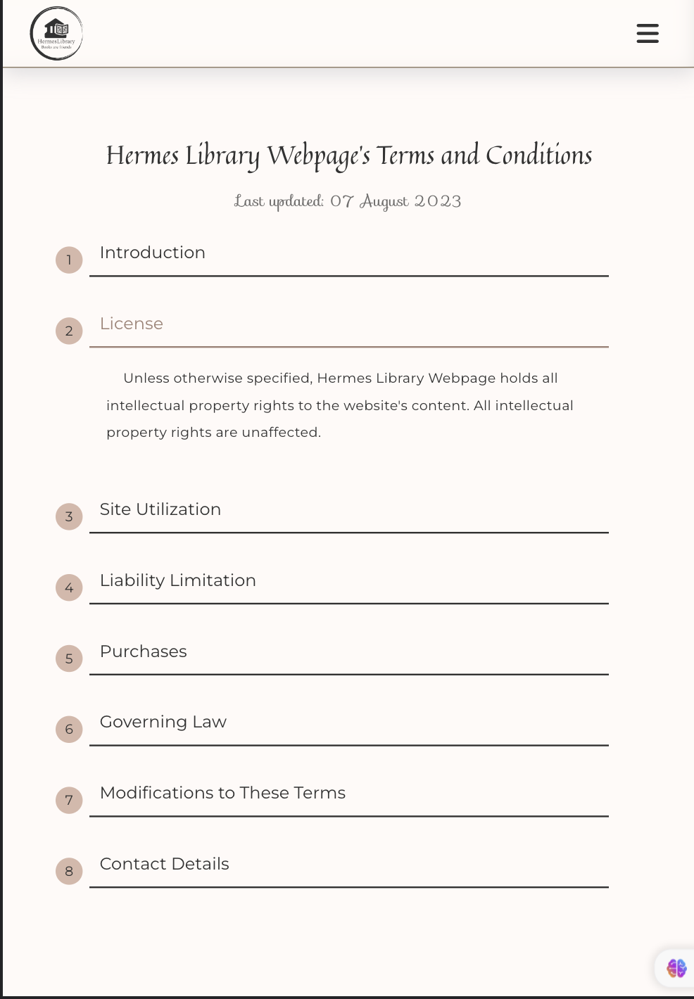 HermesLibrary
Books are friends
Hermes Library Webpage's Terms and Conditions
Last updated: 07 August 2023
1 Introduction
2 License
Unless otherwise specified, Hermes Library Webpage holds all
intellectual property rights to the website's content. All intellectual
property rights are unaffected.
3 Site Utilization
4 Liability Limitation
5 Purchases
6 Governing Law
7 Modifications to These Terms
8 Contact Details